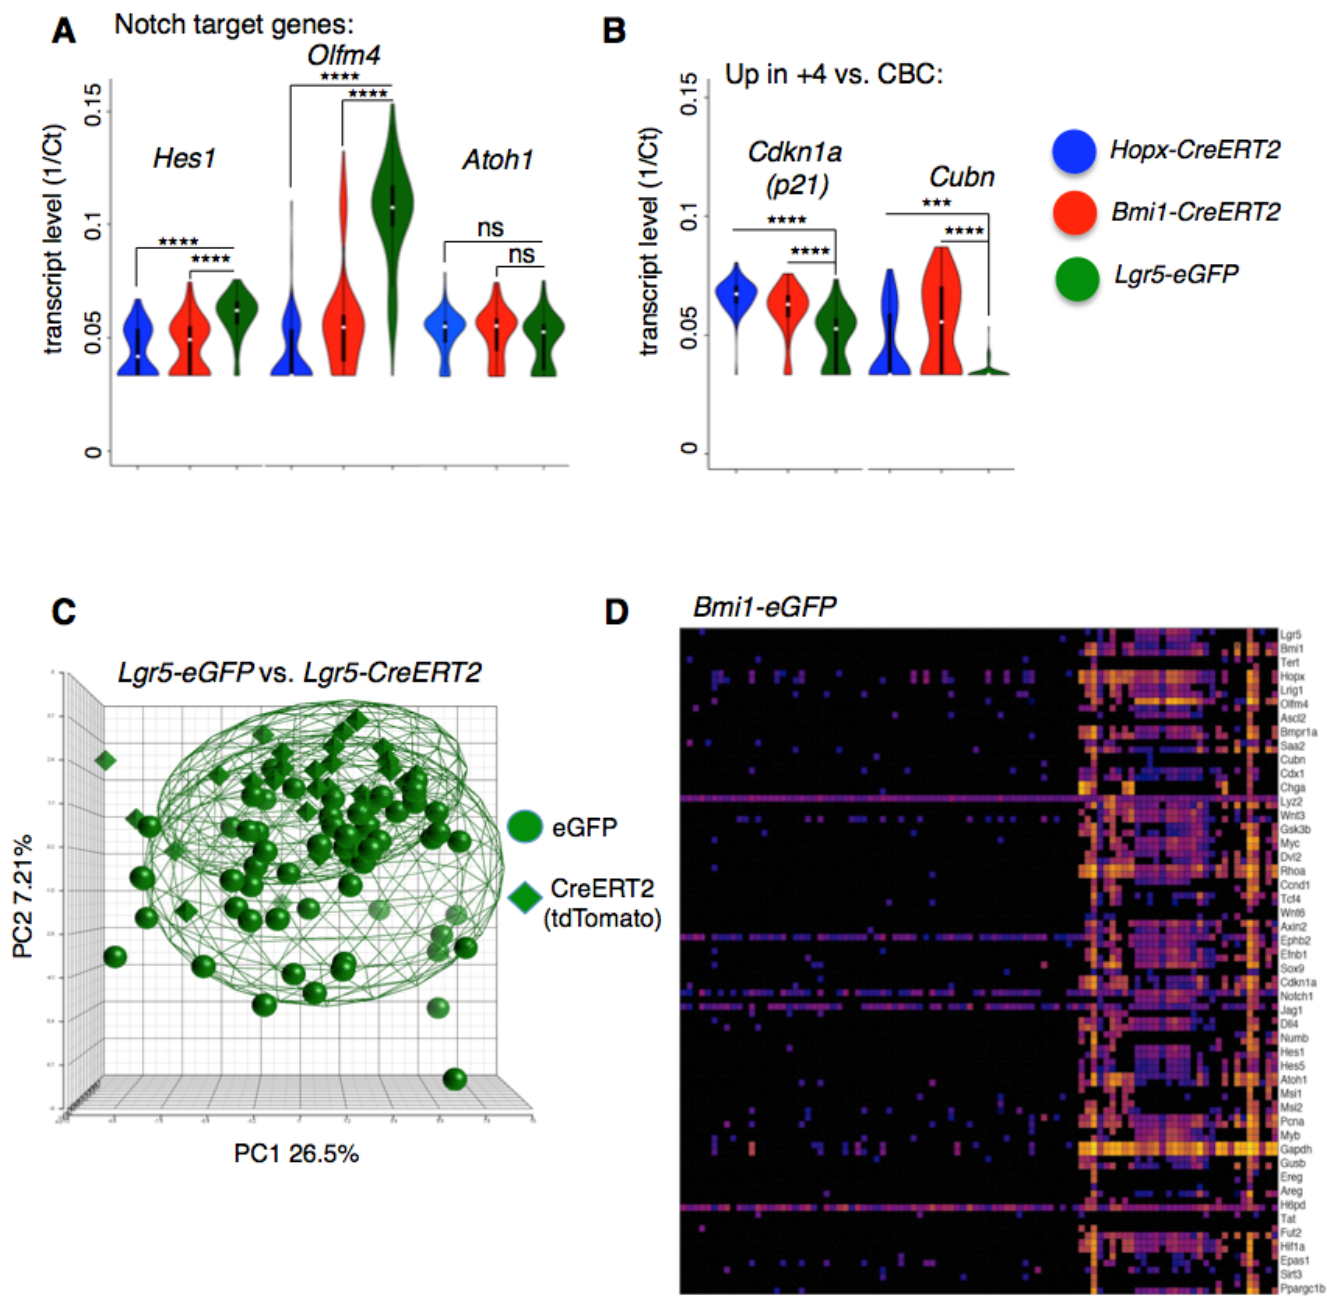 A
Notch target genes:
Olfm4
****
****
Hes1
Atoh1
****
****
ns
ns
transcript level (1/Ct)
0.15
0.1
0.05
0
B
Up in +4 vs. CBC:
Cdkn1a
(p21)
Cubn
****
****
***
****
transcript level (1/Ct)
0.15
0.1
0.05
0
Hopx-CreERT2
Bmi1-CreERT2
Lgr5-eGFP
C
Lgr5-eGFP vs. Lgr5-CreERT2
eGFP
CreERT2
(tdTomato)
PC2 7.21%
PC1 26.5%
D
Bmi1-eGFP
Lgr5
Bmi1
Tert
Hopx
Lrig1
Olfm4
Ascl2
Bmpr1a
Saa2
Cubn
Cdx1
Chga
Lyz2
Wnt3
Gsk3b
Myc
Dvl2
Rhoa
Ccnd1
Tcf4
Wnt6
Axin2
Ephb2
Efnb1
Sox9
Cdkn1a
Notch1
Jag1
Dll4
Numb
Hes1
Hes5
Atoh1
Msi1
Msi2
Pcna
Myb
Gapdh
Gusb
Ereg
Areg
H6pd
Tat
Fut2
Hif1a
Epas1
Sirt3
Ppargc1b